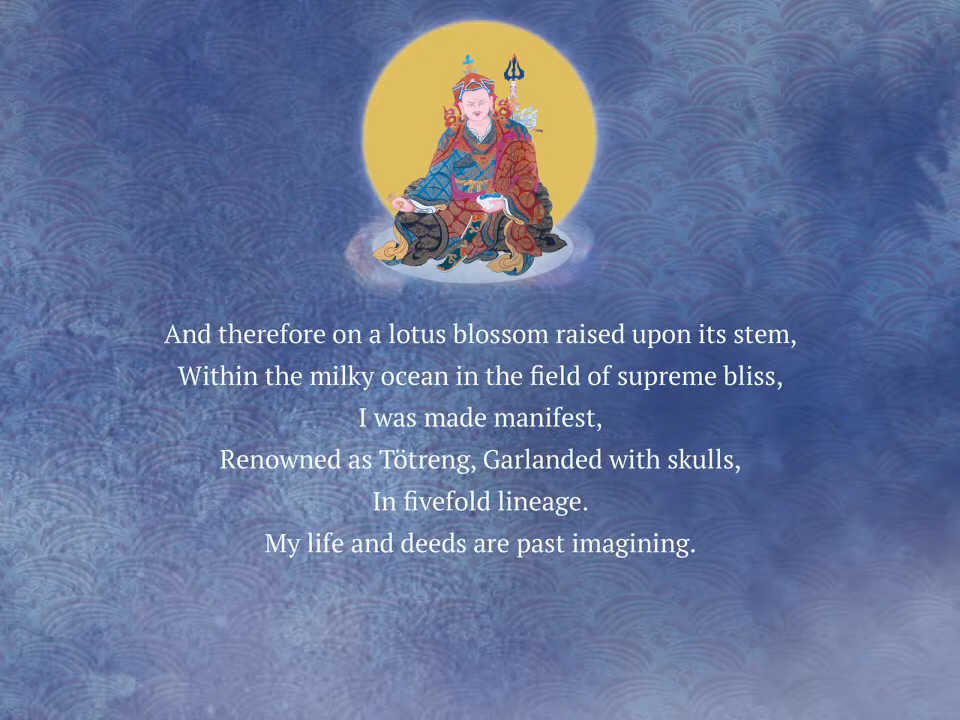 And therefore on a lotus blossom raised upon its stem,
Within the milky ocean in the field of supreme bliss,
I was made manifest,
Renowned as Tötreng, Garlanded with skulls,
In fivefold lineage.
My life and deeds are past imagining.